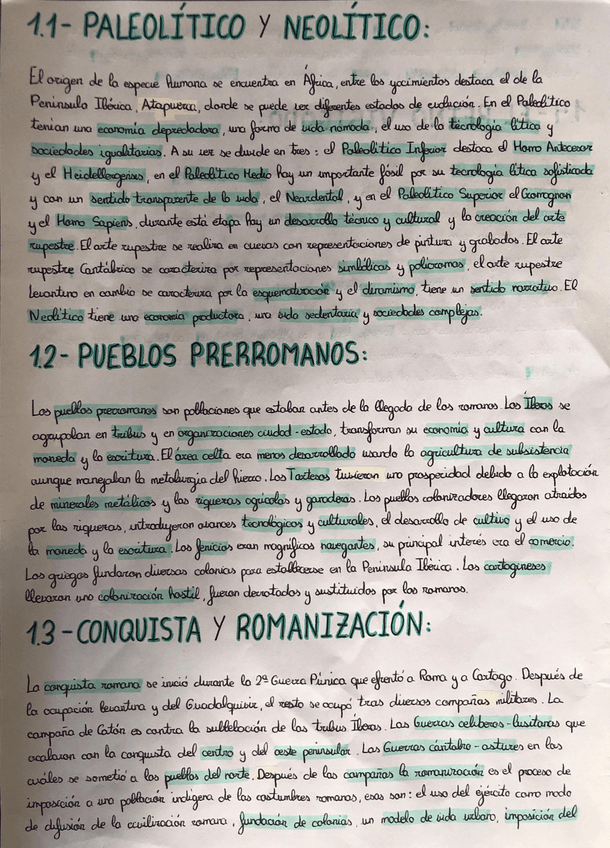 1.1- PALEOLÍTICO Y NEOLÍTICO:
El origen de la especie humana se encuentra en África, entre los yacimientos destaca el de la
Península Ibérica, Atapuerca, donde se puede ver diferentes estados de evolución. En el Paleolítico
tenían una economía depredadora, una forma de vida nómada, el uso de la tecnología lítica y
sociedades igualitarias. A su vez se divide en tres: el Paleolítico Inferior destaca el Homo Antecesor
y el Heidelbergensis, en el Paleolítico Medio hay un importante fósil por su tecnología lítica sofisticada
y con un sentido transparente de la vida, el Neardental, y en el Paleolítico Superior el Cromagnon
y el Homo Sapiens, durante está etapa hay un desarrollo técnico y cultural y la creación del arte
rupestre. El arte rupestre se realiza en cuevas con representaciones de pintura y grabados. El arte
rupestre Cantábrico se caracteriza por representaciones simbólicas y polícromas, el arte rupestre
levantino en cambio se caracteriza por la esquematización y el dinamismo, tiene un sentido narrativo. El
Neolítico tiene una economía productora, una vida sedentaria y sociedades complejas.
1.2- PUEBLOS PRERROMANOS:
Los pueblos prerromanos son poblaciones que estaban antes de la llegada de los romanos. Los Íberos se
agrupaban en tribus y en organizaciones ciudad-estado, transforman su economía y cultura con la
moneda y la escritura. El área celta era menos desarrollada usando la agricultura de subsistencia
aunque manejaban la metalurgia del hierro. Los Tartesos tuvieron una prosperidad debido a la explotación
de minerales metálicos y las riquezas agrícolas y ganaderas. Los pueblos colonizadores llegaron atraídos
por las riquezas, introdujeron avances tecnológicos y culturales, el desarrollo de cultivo y el uso de
la moneda y la escritura. Los fenicios eran magníficos navegantes, su principal interés era el comercio.
Los griegos fundaron diversas colonias para establecerse en la Península Ibérica. Los cartagineses
llevaron una colonización hostil, fueron derrotados y sustituidos por los romanos.
1.3-CONQUISTA Y ROMANIZACIÓN:
La conquista romana se inició durante la 2ª Guerra Púnica que efrentó a Roma y a Cartago. Después de
la ocupación levantina y del Guadalquivir, el resto se ocupó tras diversas compañas militares. La
campaña de Catón es contra la sublebación de las tribus Íberas. Las Guerras celtíberas-lusitanas que
acabaron con la conquista del centro y del oeste peninsular. Las Guerras cántabro-astures en las
cuáles se sometió a los pueblos del norte. Después de las campañas la romanización es el proceso de
imposición a una población indígena de las costumbres romanas, esas son: el uso del ejército como modo
de difusión de la civilización romana, fundación de colonias, un modelo de vida urbano, imposición del